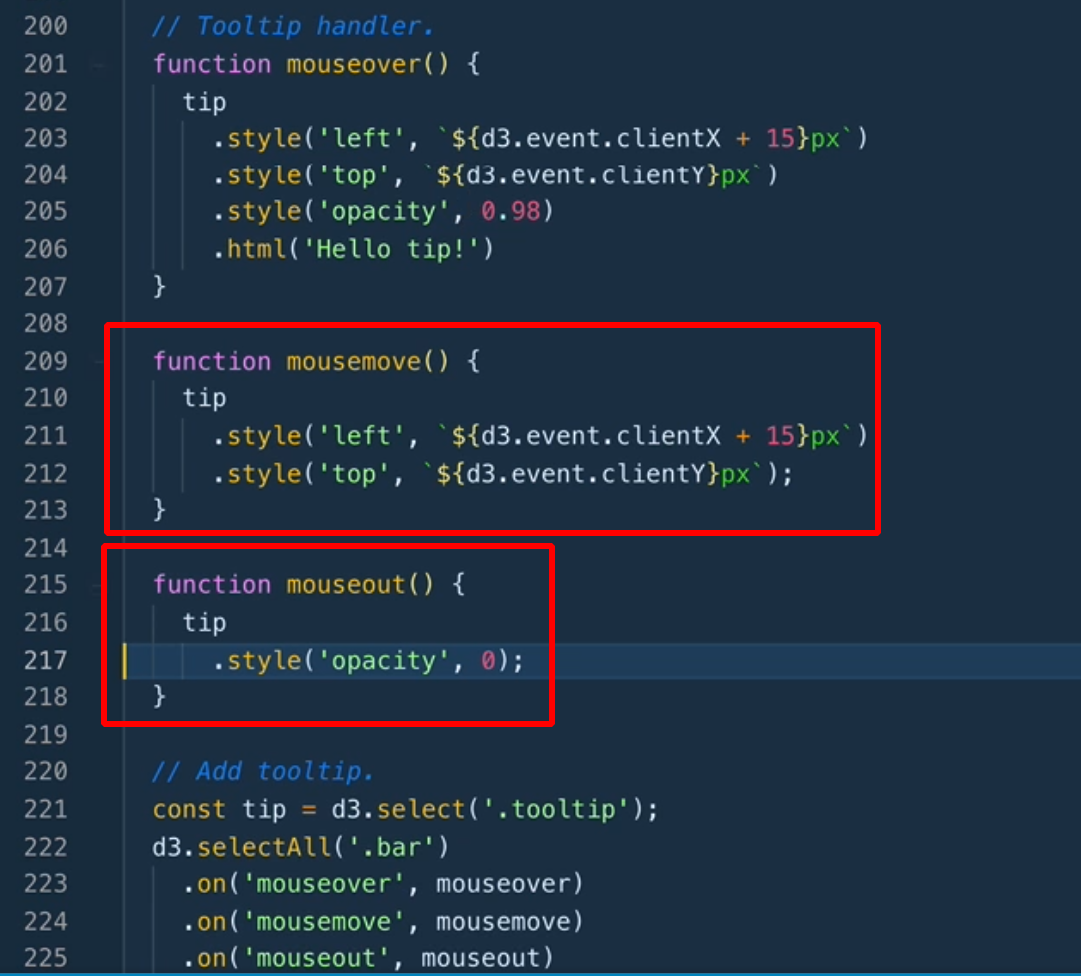 200 // Tooltip handler.
201 function mouseover() {
202 tip
203 .style('left', `${d3.event.clientX + 15}px`)
204 .style('top', `${d3.event.clientY}px`)
205 .style('opacity', 0.98)
206 .html('Hello tip!')
207 }
208
209 function mousemove() {
210 tip
211 .style('left', `${d3.event.clientX + 15}px`)
212 .style('top', `${d3.event.clientY}px`);
213 }
214
215 function mouseout() {
216 tip
217 .style('opacity', 0);
218 }
219
220 // Add tooltip.
221 const tip = d3.select('.tooltip');
222 d3.selectAll('.bar')
223 .on('mouseover', mouseover)
224 .on('mousemove', mousemove)
225 .on('mouseout', mouseout)